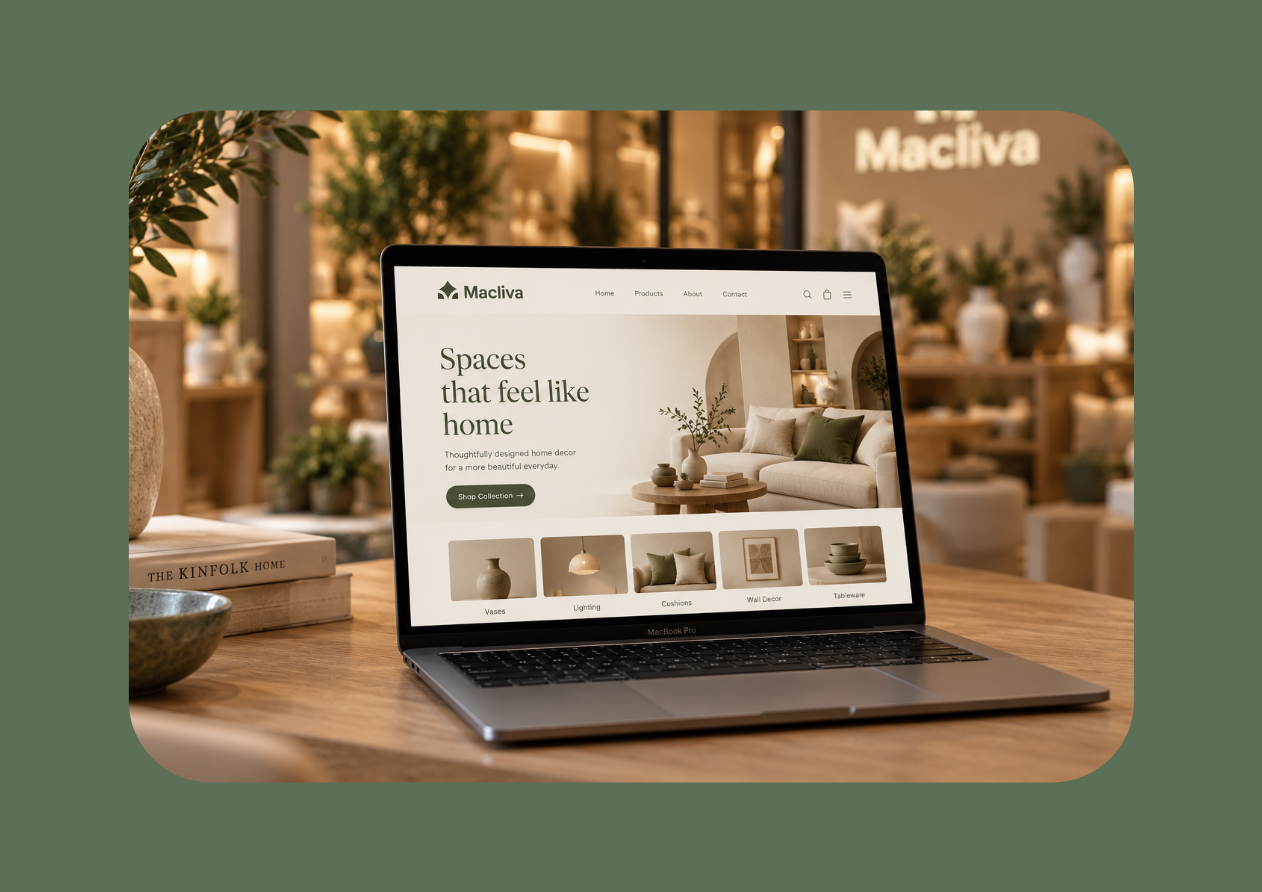 Macliva
Macliva
Home Products About Contact
Spaces
that feel like
home
Thoughtfully designed home decor
for a more beautiful everyday.
Shop Collection →
Vases Lighting Cushions Wall Decor Tableware
MacBook Pro
THE KINFOLK HOME